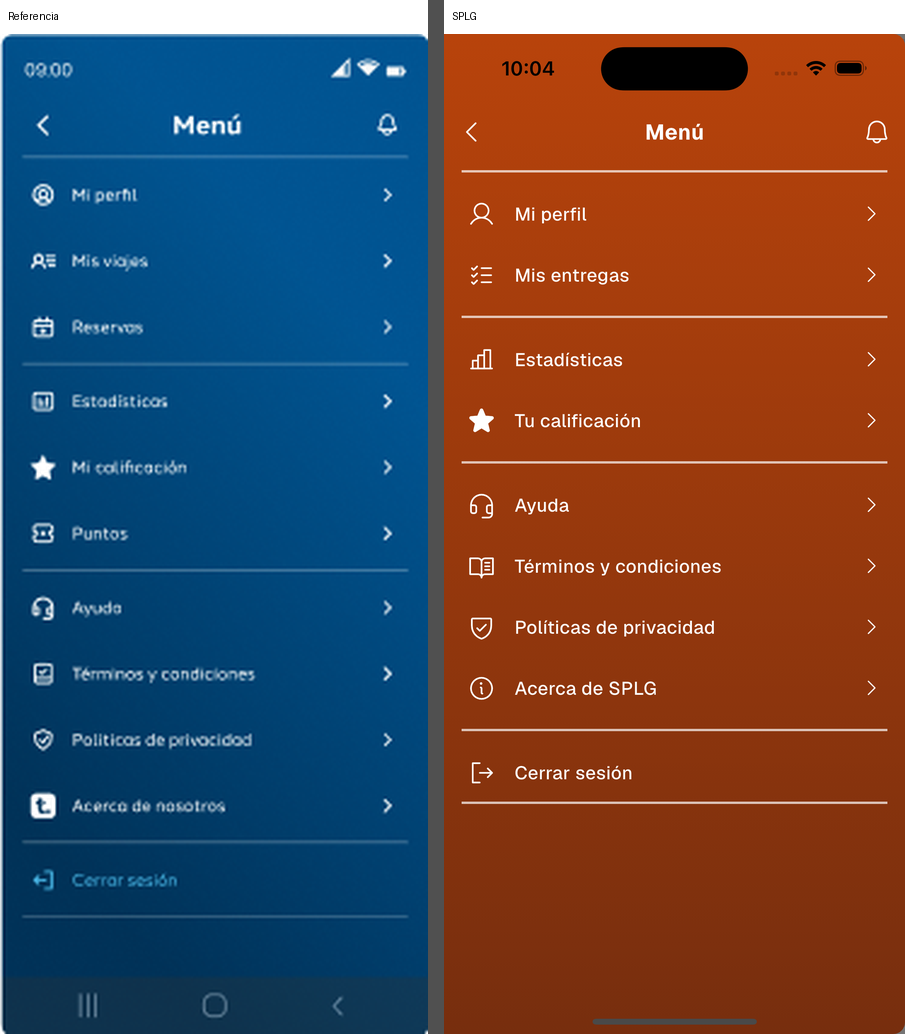 Referencia
09:00
Menú
Mi perfil
Mis viajes
Reservas
Estadísticas
Mi calificación
Puntos
Ayuda
Términos y condiciones
Políticas de privacidad
t.
Acerca de nosotros
Cerrar sesión
SPLG
10:04
Menú
Mi perfil
Mis entregas
Estadísticas
Tu calificación
Ayuda
Términos y condiciones
Políticas de privacidad
Acerca de SPLG
Cerrar sesión